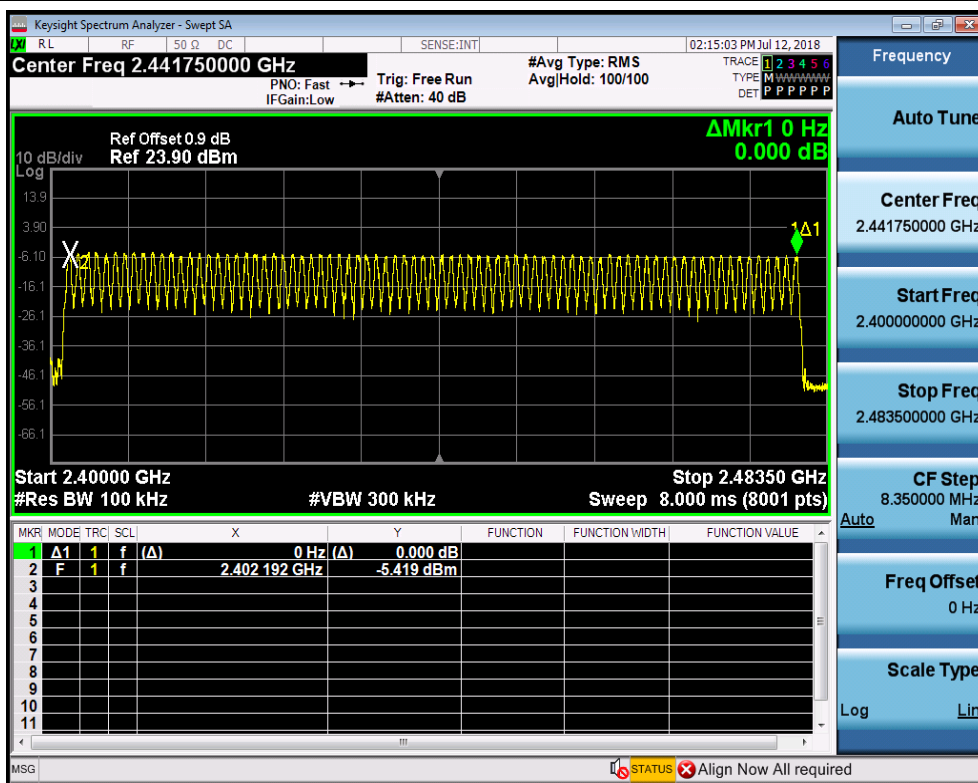 Keysight Spectrum Analyzer - Swept SA
LXI RL RF 50 Ω DC SENSE:INT 02:15:03 PM Jul 12, 2018
Center Freq 2.441750000 GHz
PNO: Fast
IFGain:Low
Trig: Free Run
#Atten: 40 dB
#Avg Type: RMS
Avg|Hold: 100/100
TRACE 1 2 3 4 5 6
TYPE M WWWWW
DET P P P P P P
ΔMkr1 0 Hz
0.000 dB
Ref Offset 0.9 dB
10 dB/div Ref 23.90 dBm
Log
13.9
3.90
-6.10
-16.1
-26.1
-36.1
-46.1
-56.1
-66.1
X2
1Δ1
Start 2.40000 GHz Stop 2.48350 GHz
#Res BW 100 kHz #VBW 300 kHz Sweep 8.000 ms (8001 pts)
MKR MODE TRC SCL X Y FUNCTION FUNCTION WIDTH FUNCTION VALUE
1 Δ1 1 f (Δ) 0 Hz (Δ) 0.000 dB
2 F 1 f 2.402 192 GHz -5.419 dBm
3
4
5
6
7
8
9
10
11
MSG STATUS Align Now All required
Frequency
Auto Tune
Center Freq
2.441750000 GHz
Start Freq
2.400000000 GHz
Stop Freq
2.483500000 GHz
CF Step
8.350000 MHz
Auto Man
Freq Offset
0 Hz
Scale Type
Log Lin